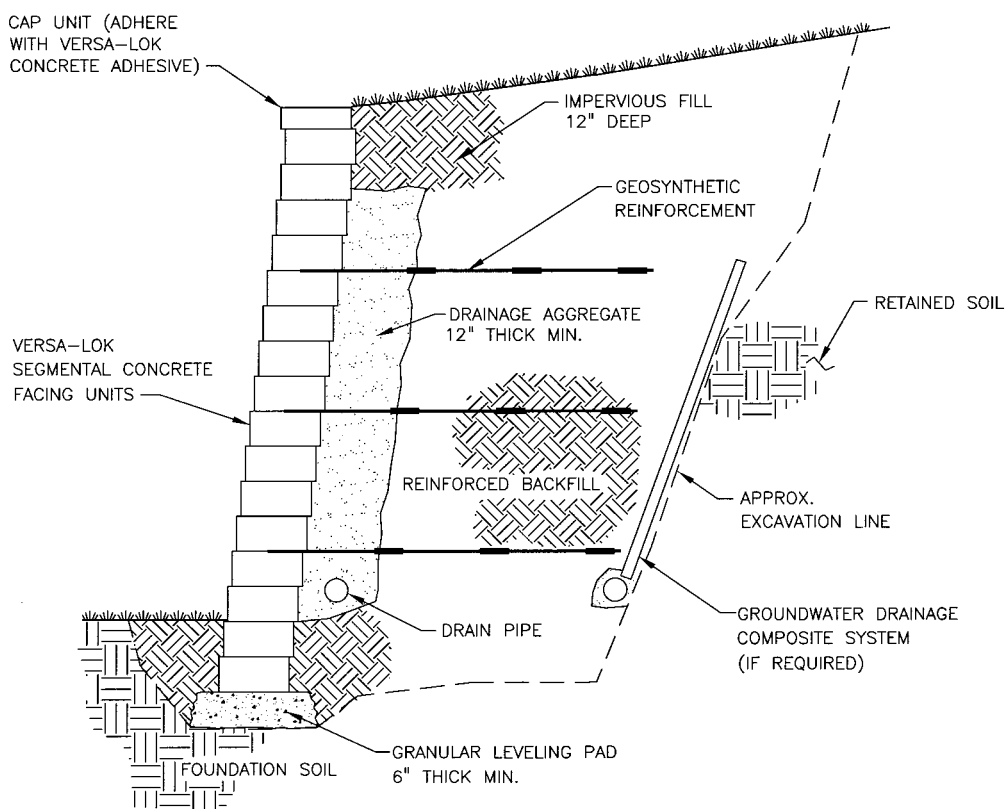 CAP UNIT (ADHERE
WITH VERSA-LOK
CONCRETE ADHESIVE)
IMPERVIOUS FILL
12" DEEP
GEOSYNTHETIC
REINFORCEMENT
RETAINED SOIL
DRAINAGE AGGREGATE
12" THICK MIN.
VERSA-LOK
SEGMENTAL CONCRETE
FACING UNITS
REINFORCED BACKFILL
APPROX.
EXCAVATION LINE
DRAIN PIPE
GROUNDWATER DRAINAGE
COMPOSITE SYSTEM
(IF REQUIRED)
GRANULAR LEVELING PAD
6" THICK MIN.
FOUNDATION SOIL